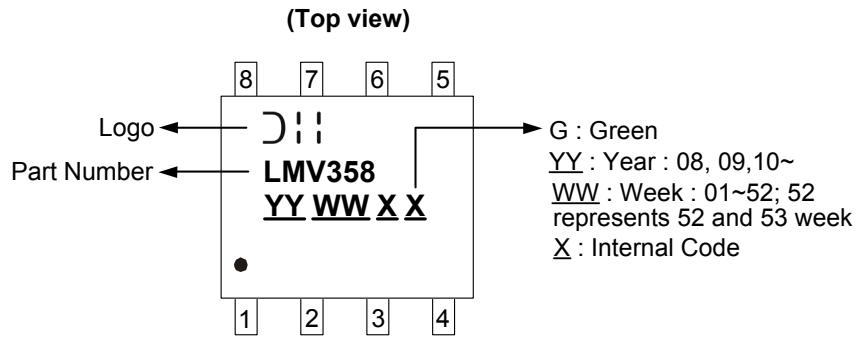 (Top view)
8 7 6 5
Logo
Part Number
LMV358
YY WW X X
G : Green
YY : Year : 08, 09,10~
WW : Week : 01~52; 52
represents 52 and 53 week
X : Internal Code
1 2 3 4